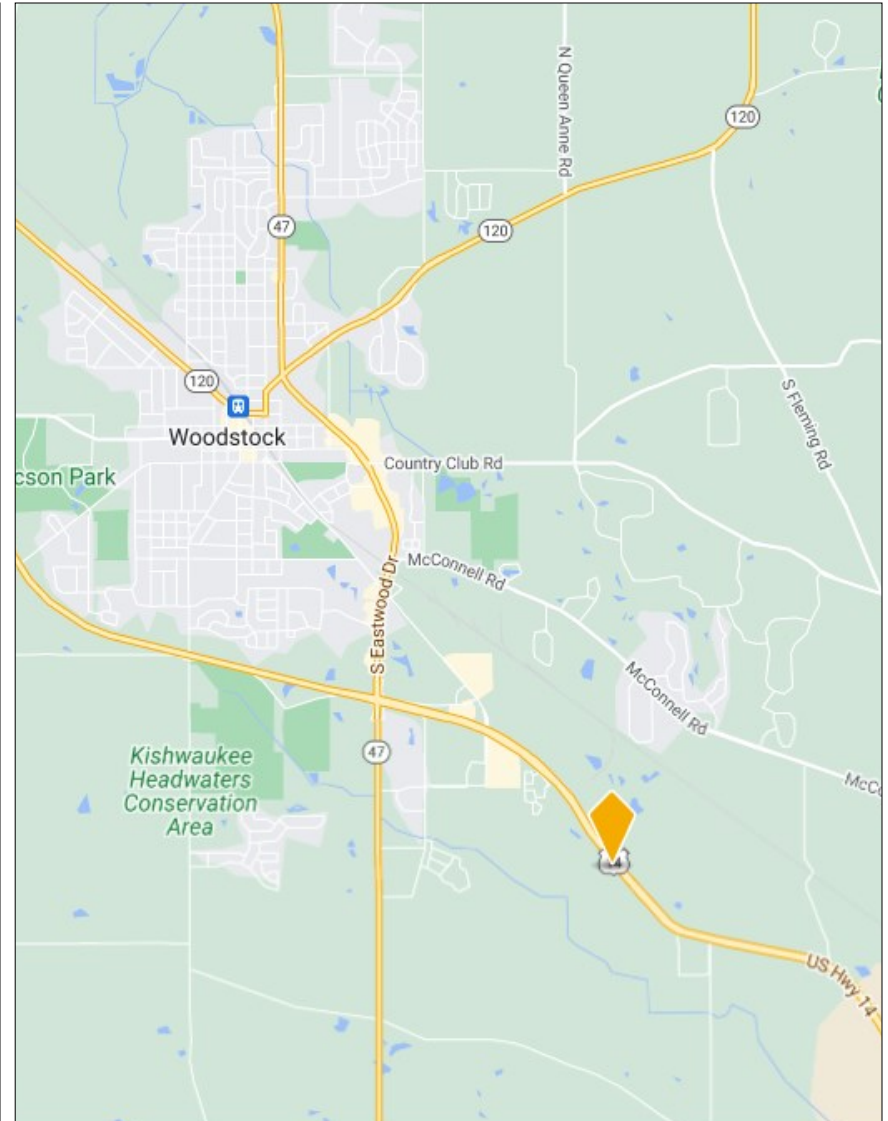 N Queen Anne Rd
120
47
120
S Fleming Rd
120
Woodstock
Country Club Rd
cson Park
McConnell Rd
S Eastwood Dr
McConnell Rd
47
Kishwaukee
Headwaters
Conservation
Area
McCo
US Hwy 14